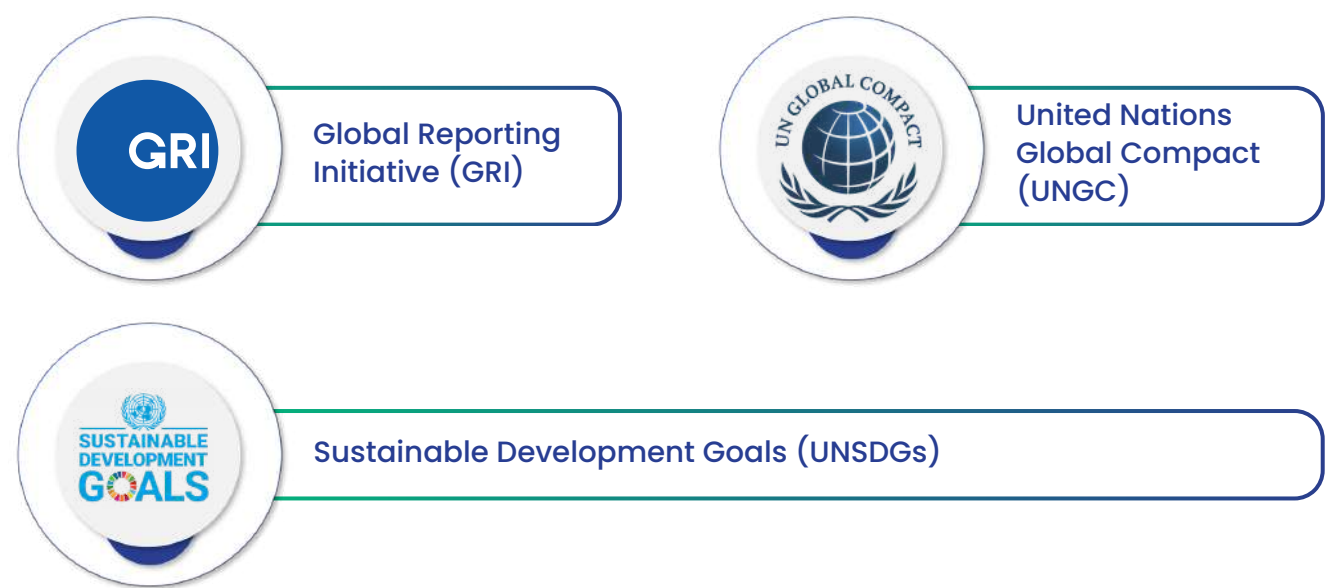 GRI
Global Reporting
Initiative (GRI)
UN GLOBAL COMPACT
United Nations
Global Compact
(UNGC)
SUSTAINABLE
DEVELOPMENT
GOALS
Sustainable Development Goals (UNSDGs)